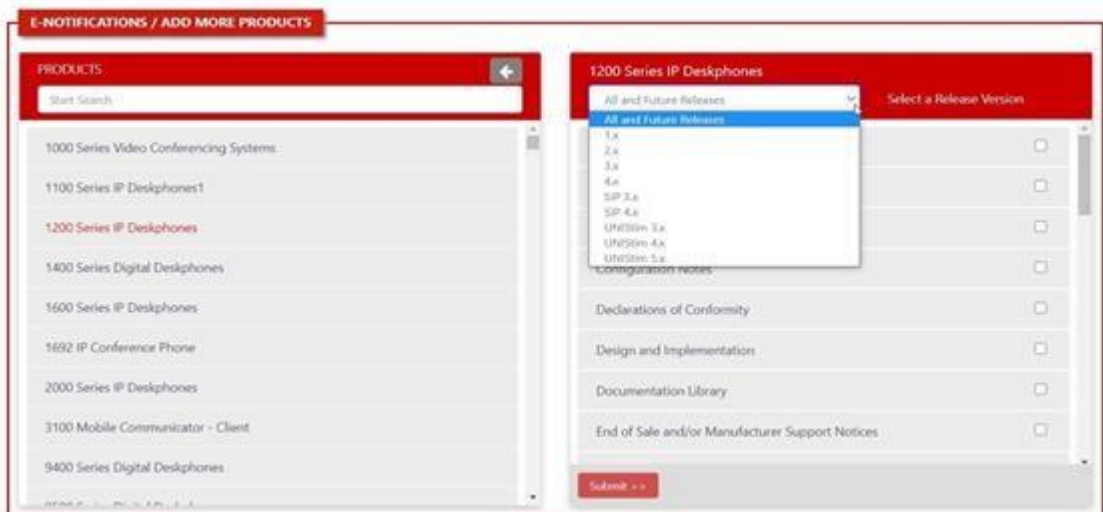 E-NOTIFICATIONS / ADD MORE PRODUCTS
PRODUCTS
Start Search
1000 Series Video Conferencing Systems
1100 Series IP Deskphones1
1200 Series IP Deskphones
1400 Series Digital Deskphones
1600 Series IP Deskphones
1692 IP Conference Phone
2000 Series IP Deskphones
3100 Mobile Communicator - Client
9400 Series Digital Deskphones
1200 Series IP Deskphones
All and Future Releases
Select a Release Version
All and Future Releases
1.x
2.x
3.x
4.x
SIP 3.x
SIP 4.x
UNIStim 3.x
UNIStim 4.x
UNIStim 5.x
Configuration Notes
Declarations of Conformity
Design and Implementation
Documentation Library
End of Sale and/or Manufacturer Support Notices
Submit >>